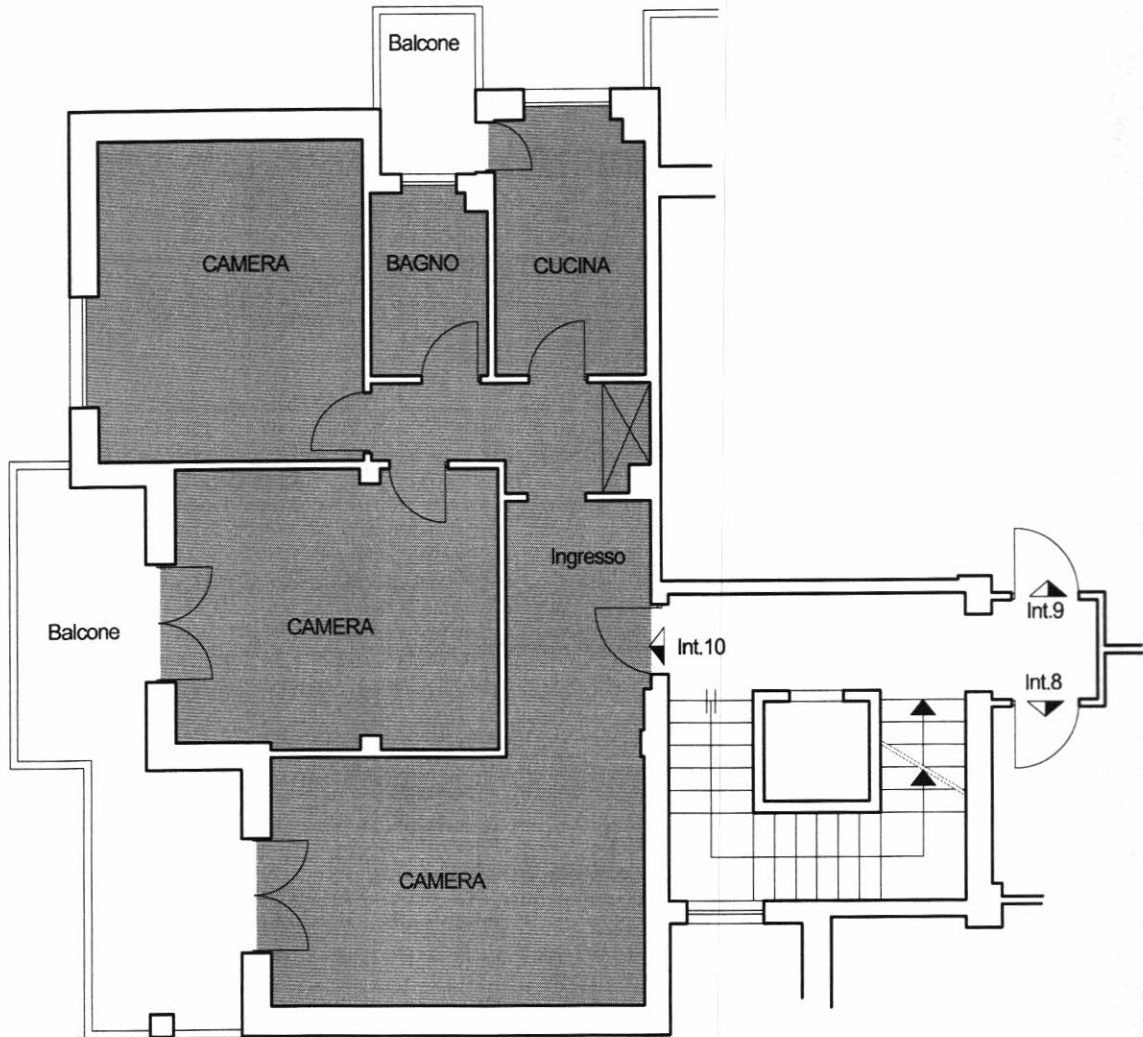 Balcone
CAMERA
BAGNO
CUCINA
Ingresso
Int.9
Balcone
CAMERA
Int.10
Int.8
CAMERA